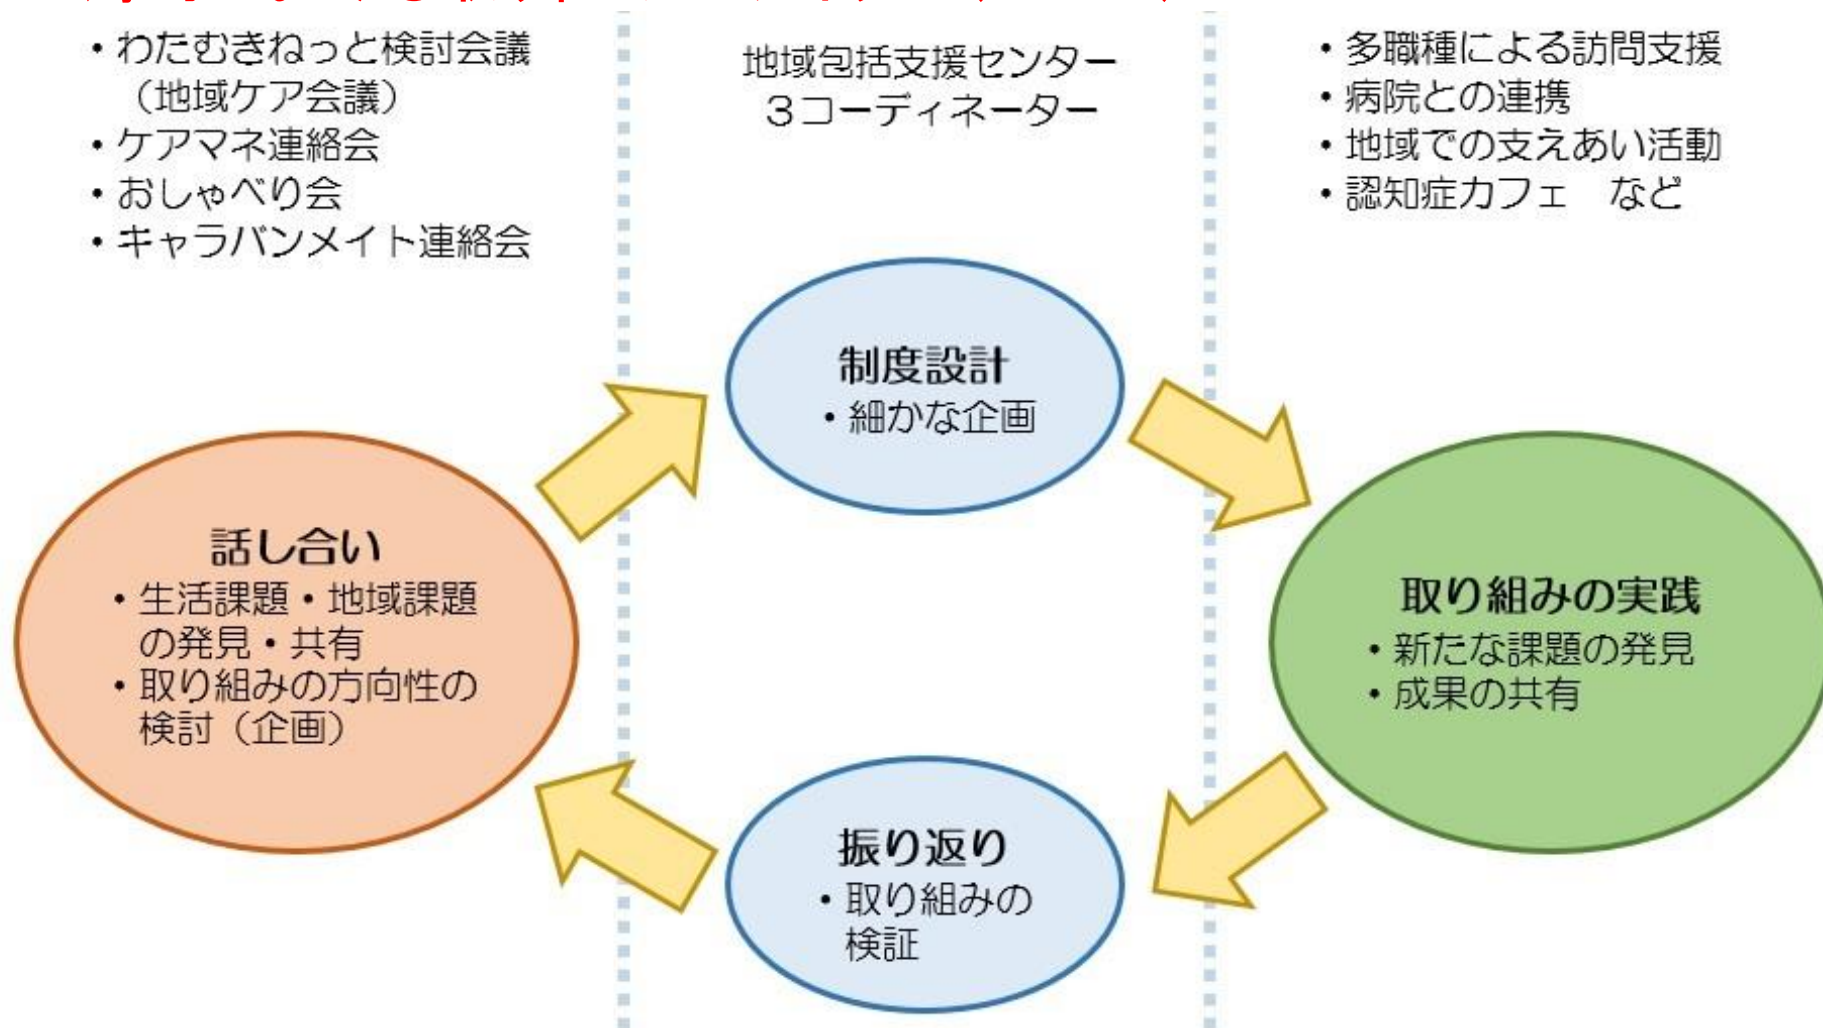 ・わたむきねっと検討会議
（地域ケア会議）
・ケアマネ連絡会
・おしゃべり会
・キャラバンメイト連絡会
地域包括支援センター
３コーディネーター
・多職種による訪問支援
・病院との連携
・地域での支えあい活動
・認知症カフェ　など
制度設計
・細かな企画
話し合い
・生活課題・地域課題
の発見・共有
・取り組みの方向性の
検討（企画）
取り組みの実践
・新たな課題の発見
・成果の共有
振り返り
・取り組みの
検証